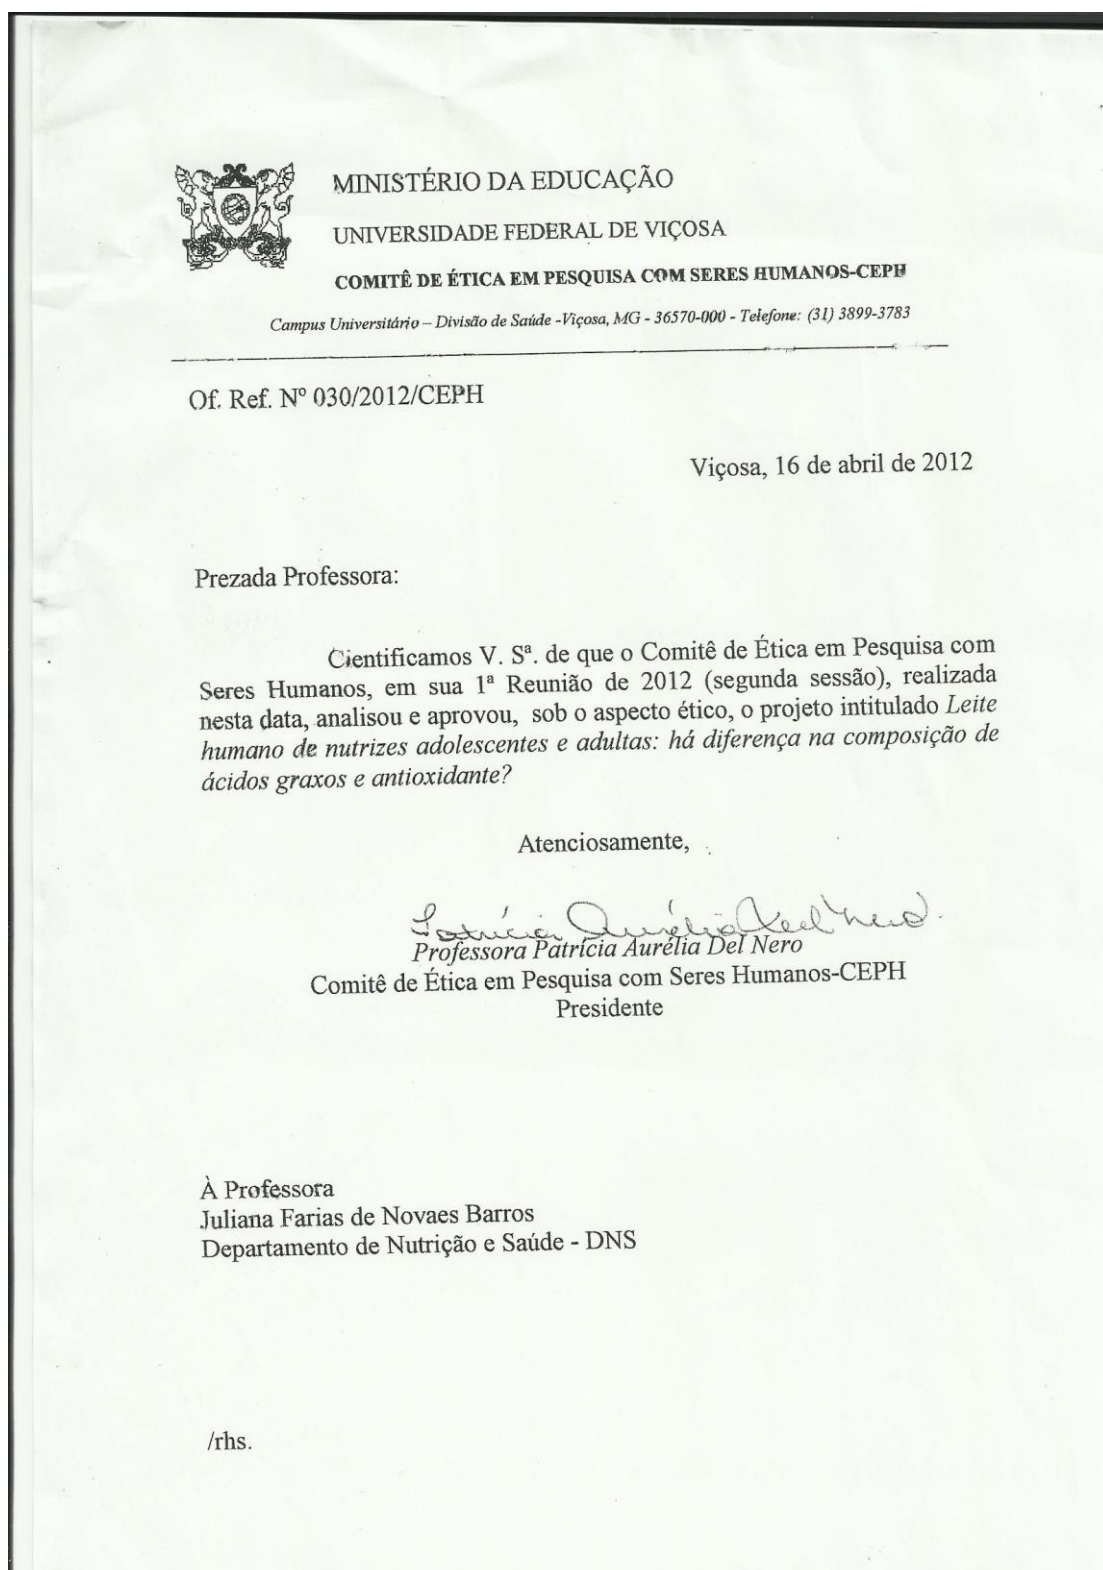 MINISTÉRIO DA EDUCAÇÃO
UNIVERSIDADE FEDERAL DE VIÇOSA
COMITÊ DE ÉTICA EM PESQUISA COM SERES HUMANOS-CEPH
Campus Universitário – Divisão de Saúde -Viçosa, MG - 36570-000 - Telefone: (31) 3899-3783
Of. Ref. Nº 030/2012/CEPH
Viçosa, 16 de abril de 2012
Prezada Professora:
Cientificamos V. Sª. de que o Comitê de Ética em Pesquisa com
Seres Humanos, em sua 1ª Reunião de 2012 (segunda sessão), realizada
nesta data, analisou e aprovou, sob o aspecto ético, o projeto intitulado Leite
humano de nutrizes adolescentes e adultas: há diferença na composição de
ácidos graxos e antioxidante?
Atenciosamente,
Patrícia Aurélia Del Nero.
Professora Patrícia Aurélia Del Nero
Comitê de Ética em Pesquisa com Seres Humanos-CEPH
Presidente
À Professora
Juliana Farias de Novaes Barros
Departamento de Nutrição e Saúde - DNS
/rhs.